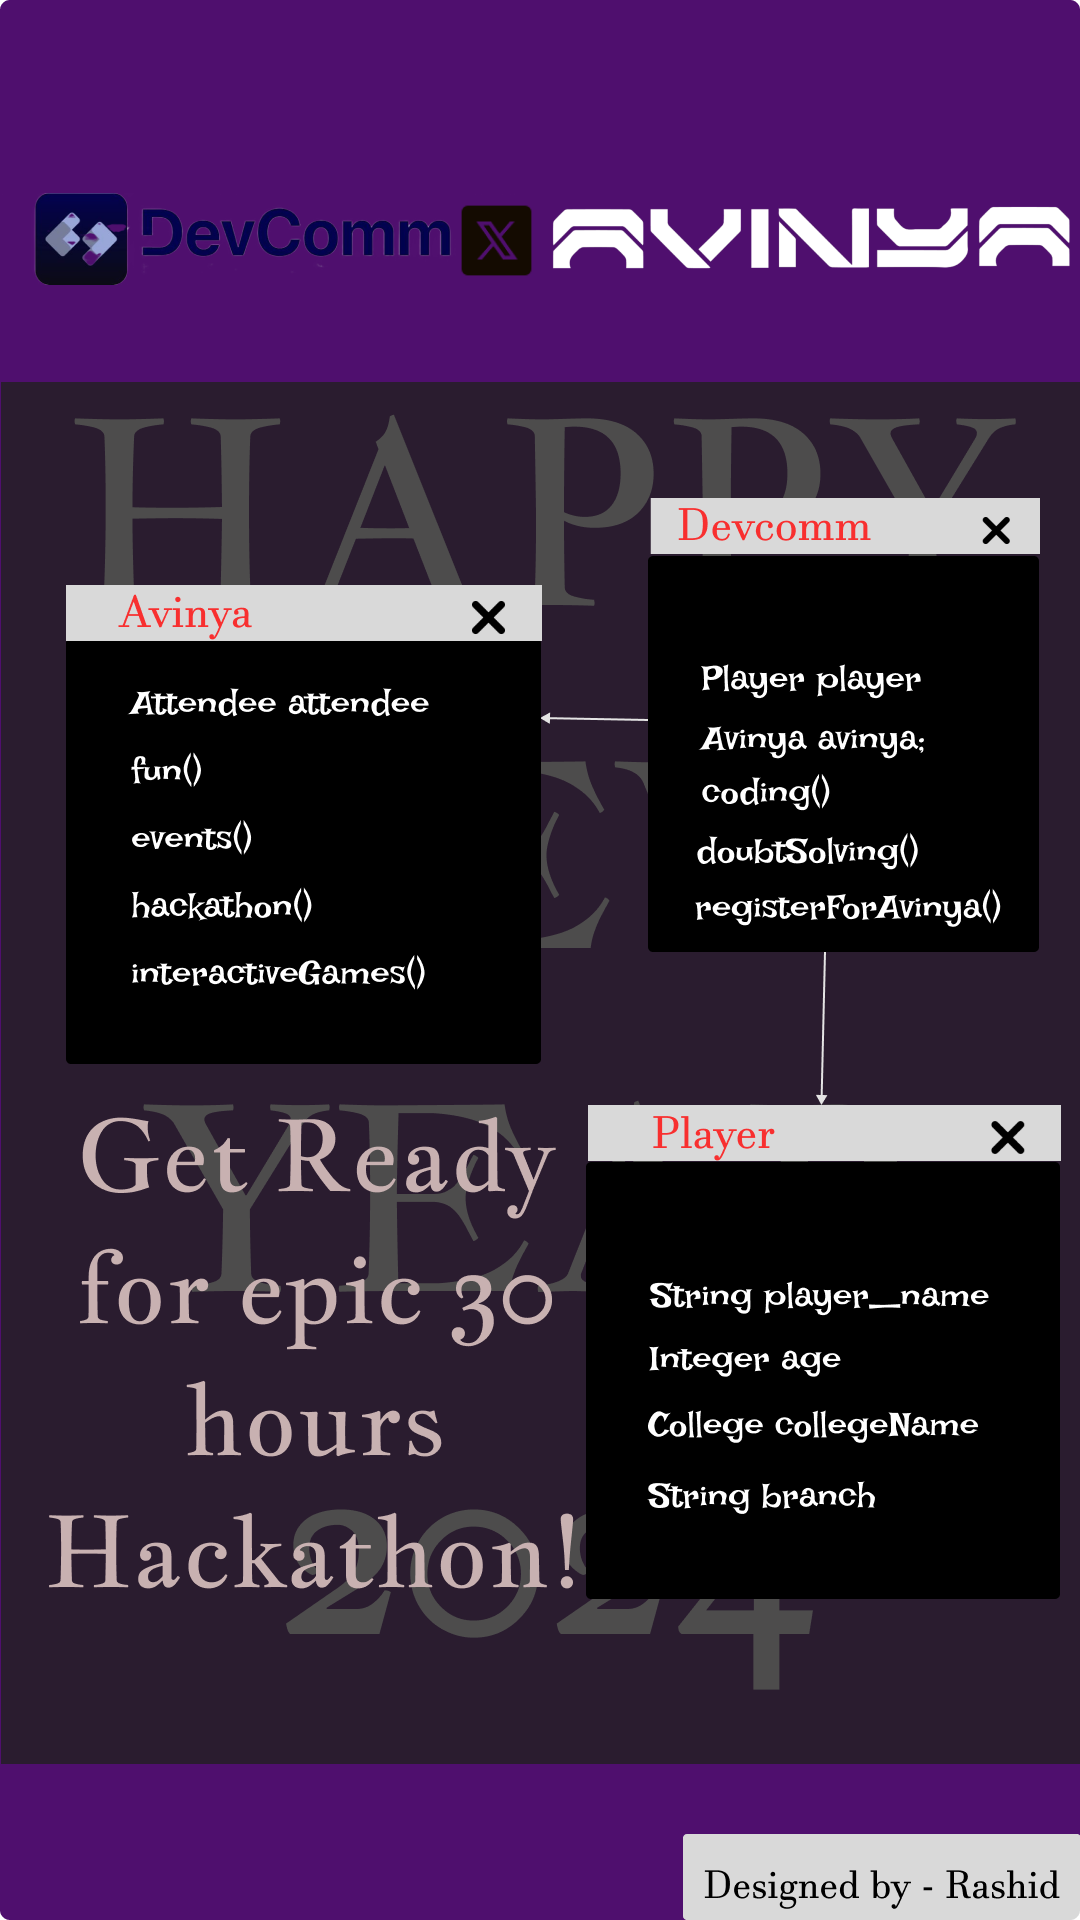 DevComm X AVINYA
HAPPY
Devcomm
Player player
Avinya avinya;
coding()
doubtSolving()
registerForAvinya()
Avinya
Attendee attendee
fun()
events()
hackathon()
interactiveGames()
Get Ready
for epic 30
hours
Hackathon!
2024
Player
String player_name
Integer age
College collegeName
String branch
Designed by - Rashid